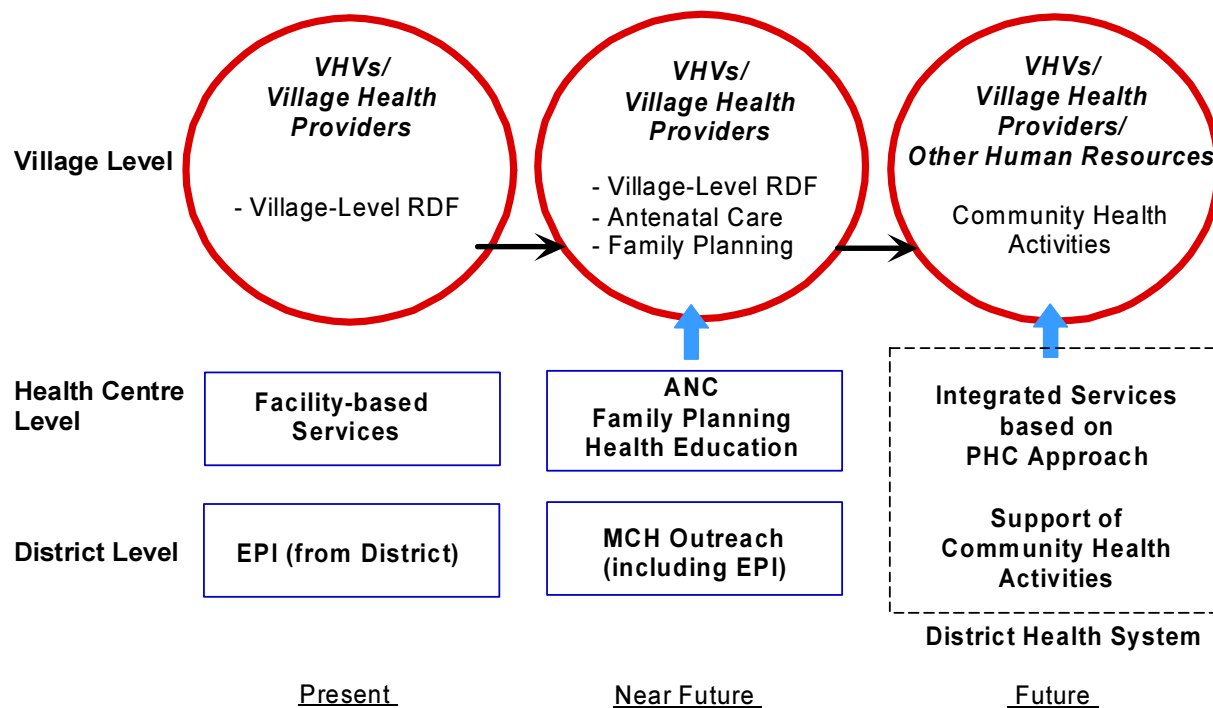 VHVs/
Village Health
Providers
- Village-Level RDF
VHVs/
Village Health
Providers
- Village-Level RDF
- Antenatal Care
- Family Planning
VHVs/
Village Health
Providers/
Other Human Resources
Community Health
Activities
Village Level
Health Centre
Level
Facility-based
Services
ANC
Family Planning
Health Education
Integrated Services
based on
PHC Approach
District Level
EPI (from District)
MCH Outreach
(including EPI)
Support of
Community Health
Activities
District Health System
Present
Near Future
Future